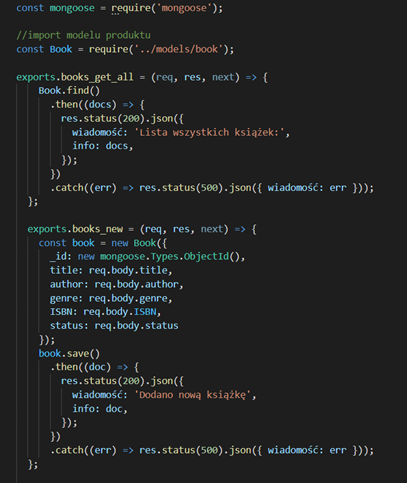 const mongoose = require('mongoose');
//import modelu produktu
const Book = require('../models/book');
exports.books_get_all = (req, res, next) => {
Book.find()
.then((docs) => {
res.status(200).json({
wiadomość: 'Lista wszystkich książek:',
info: docs,
});
})
.catch((err) => res.status(500).json({ wiadomość: err }));
};
exports.books_new = (req, res, next) => {
const book = new Book({
_id: new mongoose.Types.ObjectId(),
title: req.body.title,
author: req.body.author,
genre: req.body.genre,
ISBN: req.body.ISBN,
status: req.body.status
});
book.save()
.then((doc) => {
res.status(200).json({
wiadomość: 'Dodano nową książkę',
info: doc,
});
})
.catch((err) => res.status(500).json({ wiadomość: err }));
};